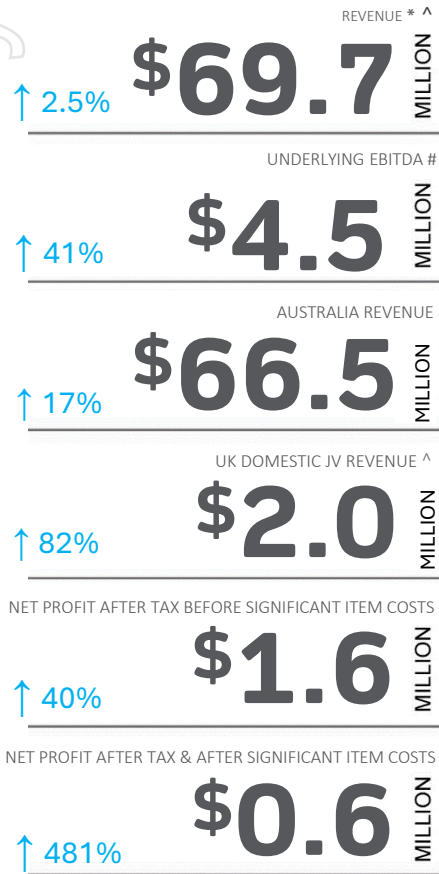 REVENUE * ^
↑ 2.5% $69.7 MILLION
UNDERLYING EBITDA #
↑ 41% $4.5 MILLION
AUSTRALIA REVENUE
↑ 17% $66.5 MILLION
UK DOMESTIC JV REVENUE ^
↑ 82% $2.0 MILLION
NET PROFIT AFTER TAX BEFORE SIGNIFICANT ITEM COSTS
↑ 40% $1.6 MILLION
NET PROFIT AFTER TAX & AFTER SIGNIFICANT ITEM COSTS
↑ 481% $0.6 MILLION